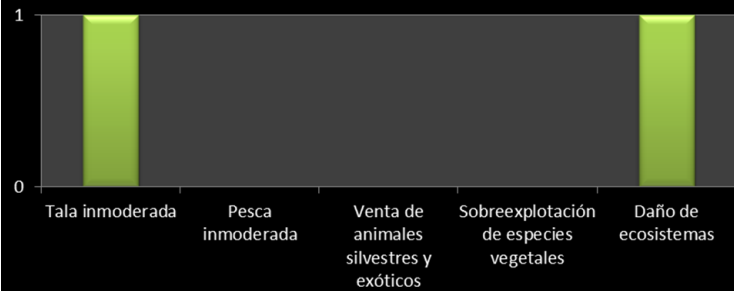 1
0
Tala inmoderada
Pesca
inmoderada
Venta de
animales
silvestres y
exóticos
Sobreexplotación
de especies
vegetales
Daño de
ecosistemas